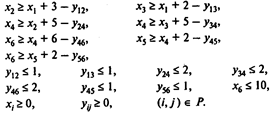 x₂ ≥ x₁ + 3 − y₁₂, x₃ ≥ x₁ + 2 − y₁₃,
x₄ ≥ x₂ + 5 − y₂₄, x₄ ≥ x₃ + 5 − y₃₄,
x₆ ≥ x₄ + 6 − y₄₆, x₅ ≥ x₄ + 2 − y₄₅,
x₆ ≥ x₅ + 2 − y₅₆,
y₁₂ ≤ 1, y₁₃ ≤ 1, y₂₄ ≤ 2, y₃₄ ≤ 2,
y₄₆ ≤ 2, y₄₅ ≤ 1, y₅₆ ≤ 1, x₆ ≤ 10,
xᵢ ≥ 0, yᵢⱼ ≥ 0, (i, j) ∈ P.